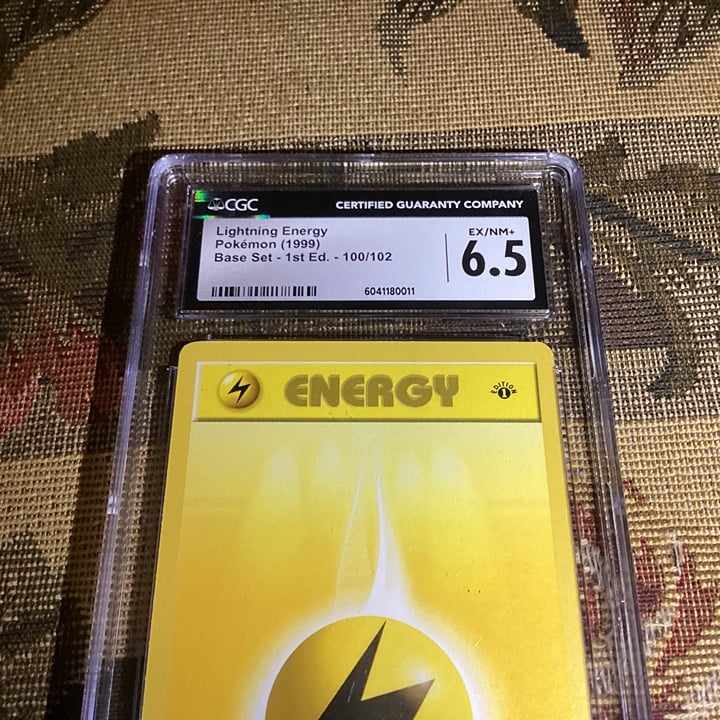 CGC
CERTIFIED GUARANTY COMPANY
Lightning Energy
Pokémon (1999)
Base Set - 1st Ed. - 100/102
EX/NM+
6.5
6041180011
ENERGY
EDITION
1